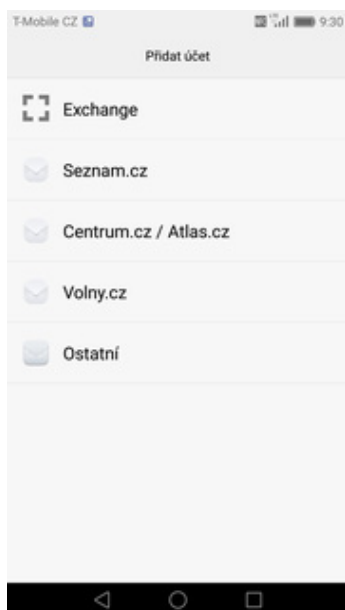 T-Mobile CZ 9:30
Přidat účet
Exchange
Seznam.cz
Centrum.cz / Atlas.cz
Volny.cz
Ostatní